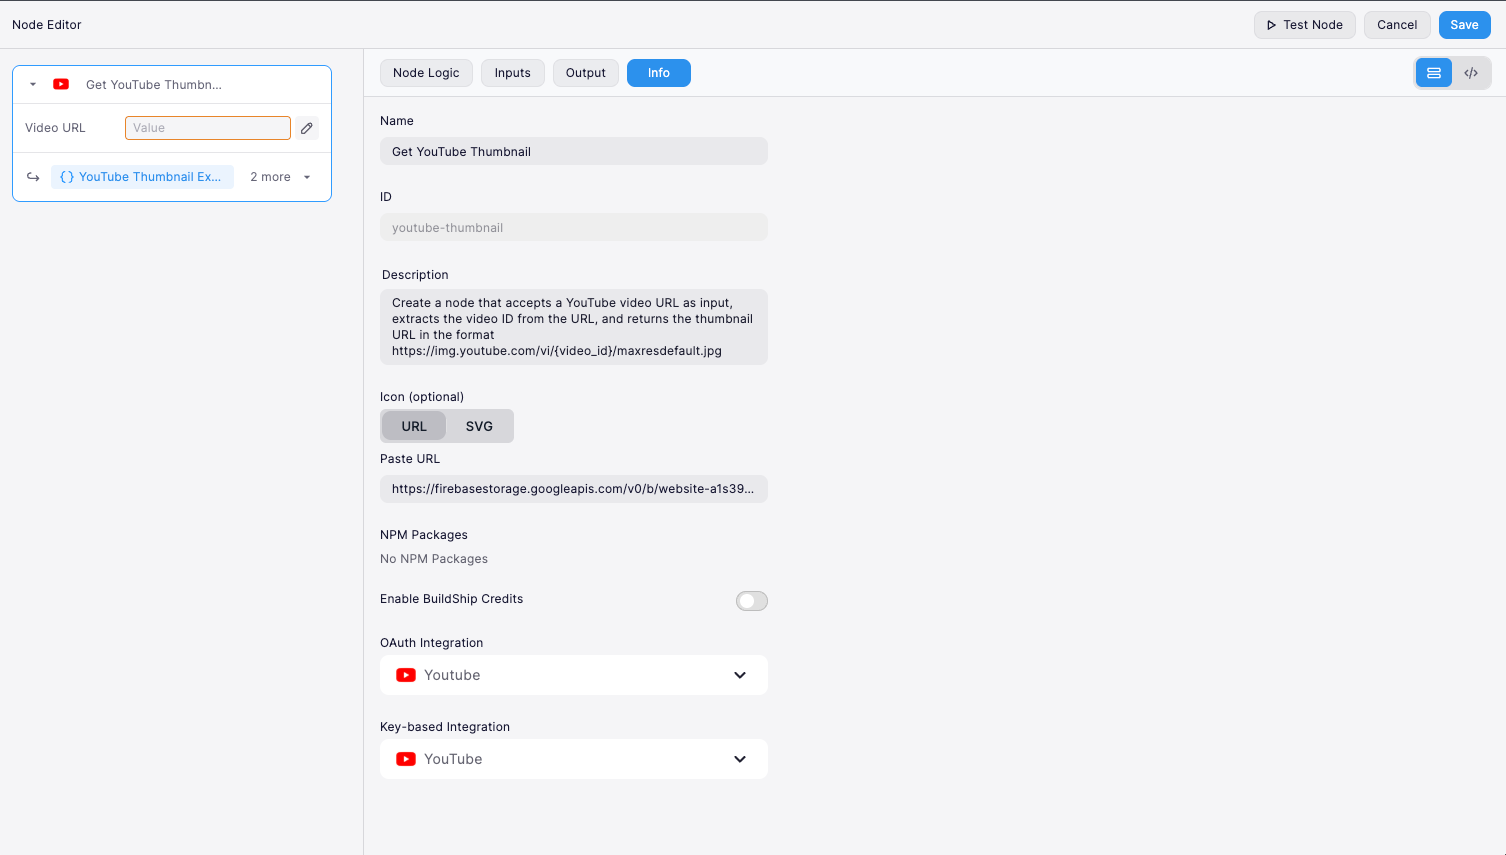 Node Editor
Test Node
Cancel
Save
Get YouTube Thumbn...
Video URL
Value
{} YouTube Thumbnail Ex...
2 more
Node Logic
Inputs
Output
Info
</>
Name
Get YouTube Thumbnail
ID
youtube-thumbnail
Description
Create a node that accepts a YouTube video URL as input,
extracts the video ID from the URL, and returns the thumbnail
URL in the format
https://img.youtube.com/vi/{video_id}/maxresdefault.jpg
Icon (optional)
URL
SVG
Paste URL
https://firebasestorage.googleapis.com/v0/b/website-a1s39...
NPM Packages
No NPM Packages
Enable BuildShip Credits
OAuth Integration
Youtube
Key-based Integration
YouTube